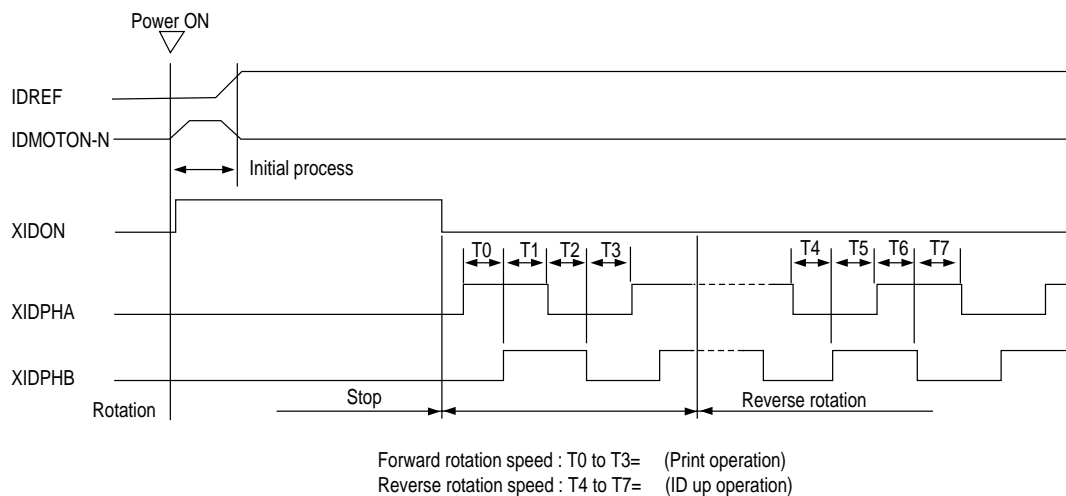 Power ON
IDREF
IDMOTON-N
Initial process
XIDON
T0 T1 T2 T3 T4 T5 T6 T7
XIDPHA
XIDPHB
Rotation Stop Reverse rotation
Forward rotation speed : T0 to T3= (Print operation)
Reverse rotation speed : T4 to T7= (ID up operation)